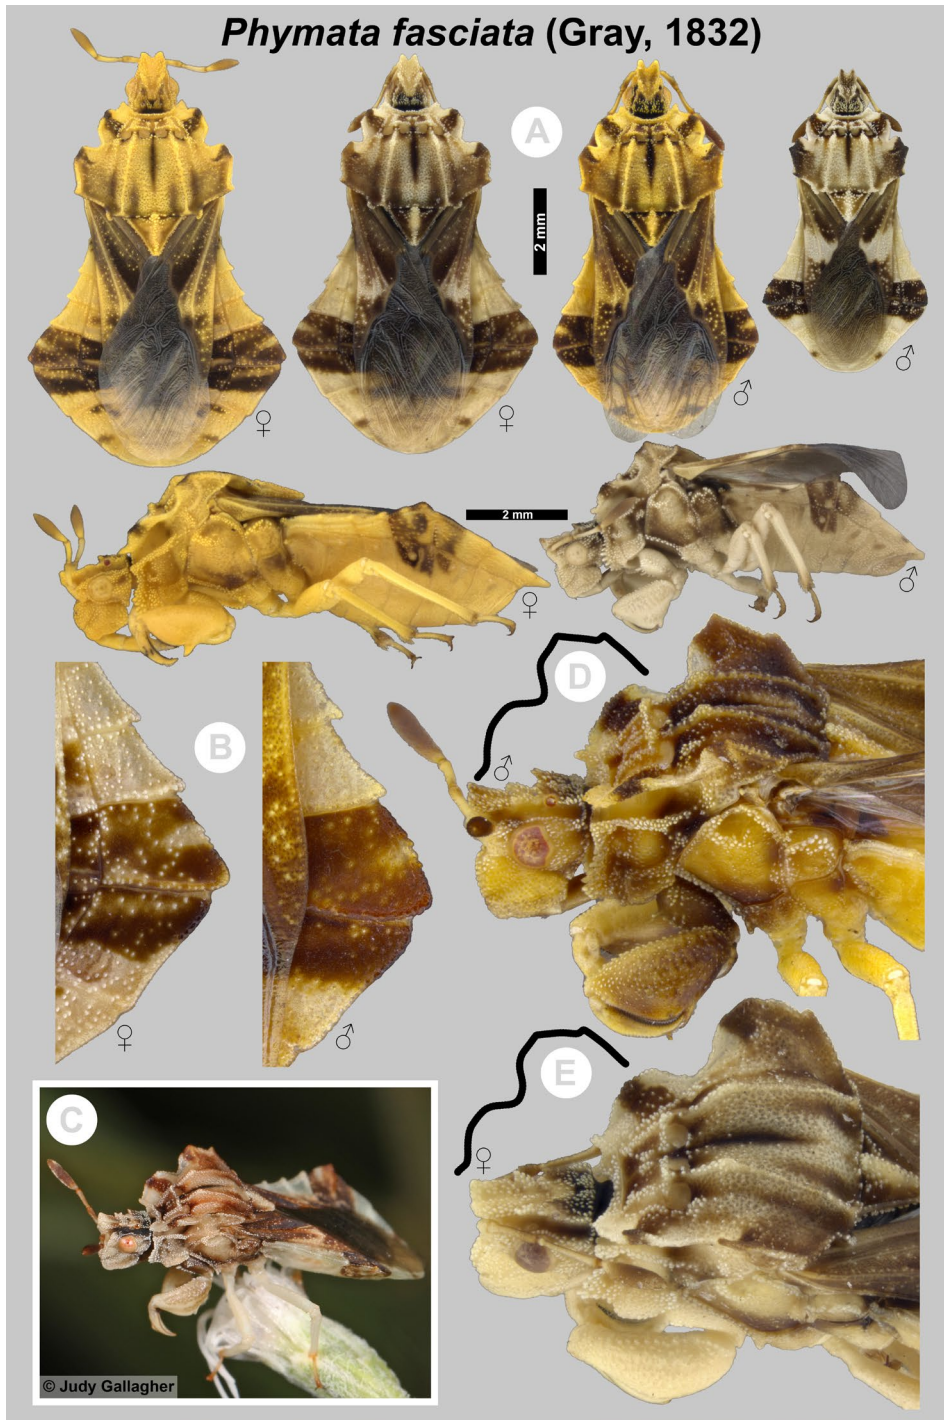 Phymata fasciata (Gray, 1832)
A
2 mm
♀
♀
♂
♂
2 mm
♀
♂
B
D
♂
♀
♂
E
♀
C
© Judy Gallagher